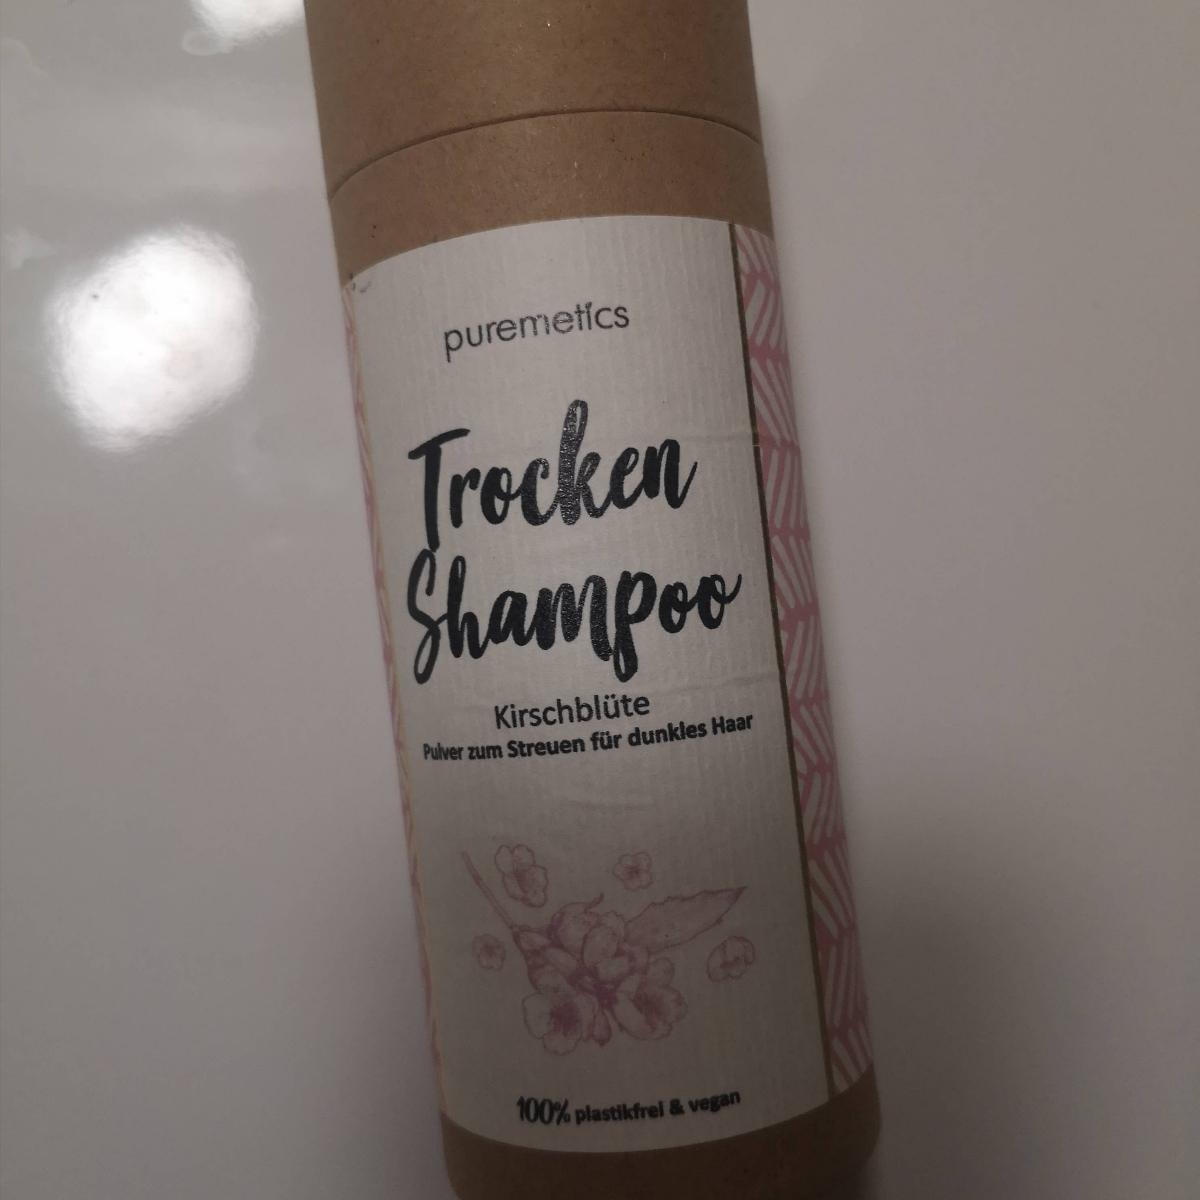 puremetics
Trocken
Shampoo
Kirschblüte
Pulver zum Streuen für dunkles Haar
100% plastikfrei & vegan